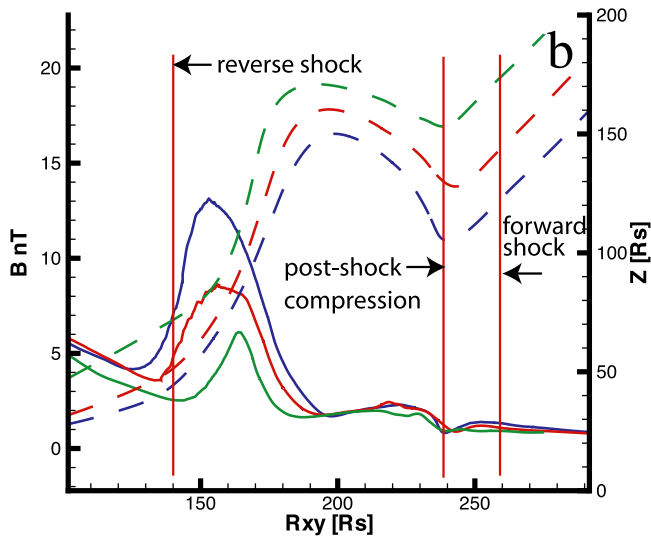 b
200
20
reverse shock
150
15
forward
shock
B nT
10
post-shock
compression
100
Z [Rs]
5
50
0
0
150
200
250
Rxy [Rs]